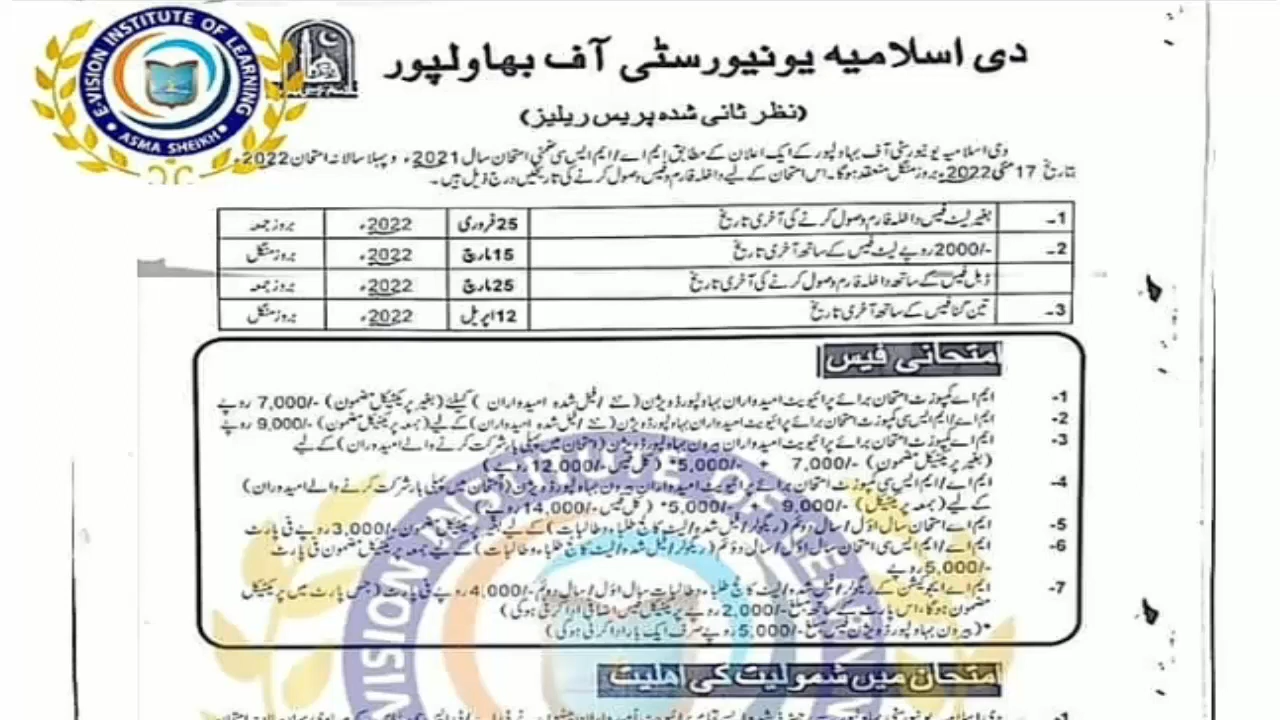 E-VISION INSTITUTE OF LEARNING
ASMA SHEIKH
دی اسلامیہ یونیورسٹی آف بھاولپور
(نظر ثانی شدہ پریس ریلیز)
دی اسلامیہ یونیورسٹی آف بہاولپور کے ایک اعلان کے مطابق ایم اے/ ایم ایس سی ضمنی امتحان سال 2021ء و پہلا سالانہ امتحان 2022ء
بتاریخ 17 مئی 2022ء بروز منگل منعقد ہوگا۔ اس امتحان کے لیے داخلہ فارم و فیس وصول کرنے کی تاریخیں درج ذیل ہیں۔
1۔ بغیر لیٹ فیس داخلہ فارم وصول کرنے کی آخری تاریخ 25 فروری 2022ء بروز جمعہ
2۔ 2000/- روپے لیٹ فیس کے ساتھ آخری تاریخ 15 مارچ 2022ء بروز منگل
ڈبل فیس کے ساتھ داخلہ فارم وصول کرنے کی آخری تاریخ 25 مارچ 2022ء بروز جمعہ
3۔ تین گنا فیس کے ساتھ آخری تاریخ 12 اپریل 2022ء بروز منگل
امتحانی فیس
1- ایم اے کمپوزٹ امتحان برائے پرائیویٹ امیدواران بہاولپور ڈویژن (نئے / فیل شدہ امیدواران) کیلئے (بغیر پریکٹیکل مضمون) 7,000/- روپے
2- ایم اے/ ایم ایس سی کمپوزٹ امتحان برائے پرائیویٹ امیدواران بہاولپور ڈویژن (نئے / فیل شدہ امیدواران) کے لیے (بمعہ پریکٹیکل مضمون) 9,000/- روپے
3- ایم اے کمپوزٹ امتحان برائے پرائیویٹ امیدواران بیرون بہاولپور ڈویژن (امتحان میں پہلی بار شرکت کرنے والے امیدواران) کے لیے
(بغیر پریکٹیکل مضمون) 7,000/- + 5,000/-* (کل فیس 12,000/- روپے)
4- ایم اے/ ایم ایس سی کمپوزٹ امتحان برائے پرائیویٹ امیدواران بیرون بہاولپور ڈویژن (امتحان میں پہلی بار شرکت کرنے والے امیدواران)
کے لیے (بمعہ پریکٹیکل) 9,000/- + 5,000/-* (کل فیس 14,000/- روپے)
5- ایم اے امتحان سال اوّل/ سال دوئم (ریگولر/ فیل شدہ/ لیٹ کالج طلباء و طالبات) کے لیے بغیر پریکٹیکل مضمون 3,000/- روپے فی پارٹ
6- ایم اے/ ایم ایس سی امتحان سال اوّل/ سال دوئم (ریگولر/ فیل شدہ/ لیٹ کالج طلباء و طالبات) کے لیے بمعہ پریکٹیکل مضمون فی پارٹ
5,000/- روپے
7- ایم اے ایجوکیشن کے ریگولر/ فیل شدہ/ لیٹ کالج طلباء و طالبات سال اوّل/ سال دوئم 4,000/- روپے فی پارٹ (جس پارٹ میں پریکٹیکل
مضمون ہوگا، اس پارٹ کے ساتھ مبلغ 2,000/- روپے پریکٹیکل فیس اضافی ادا کرنی ہوگی)
*(بیرون بہاولپور ڈویژن فیس مبلغ 5,000/- روپے صرف ایک بار ادا کرنی ہوگی)
امتحان میں شمولیت کی اہلیت